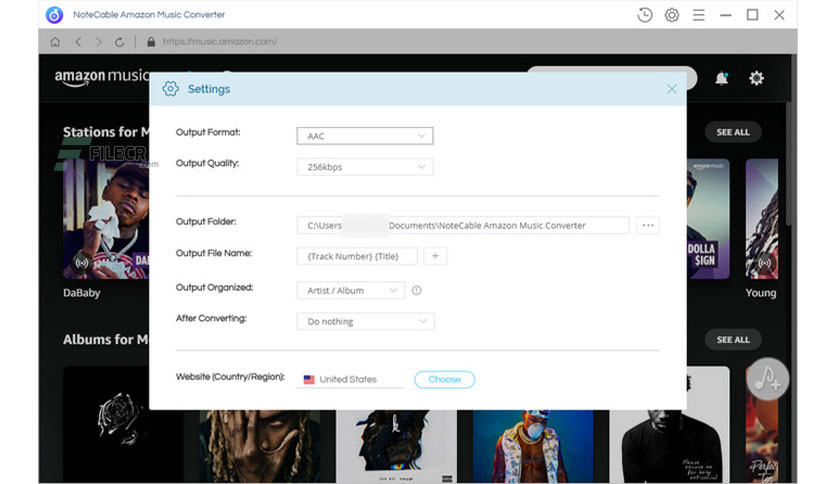 NoteCable Amazon Music Converter
https://music.amazon.com/
amazon music
Settings
Stations for M
SEE ALL
FILECR
.com
Output Format:
AAC
Output Quality:
256kbps
Output Folder:
C:\Users Documents\NoteCable Amazon Music Converter
...
Output File Name:
{Track Number} {Title}
+
Output Organized:
Artist / Album
After Converting:
Do nothing
Website (Country/Region):
United States
Choose
DOLLA
$IGN
DaBaby
Young
Albums for M
SEE ALL